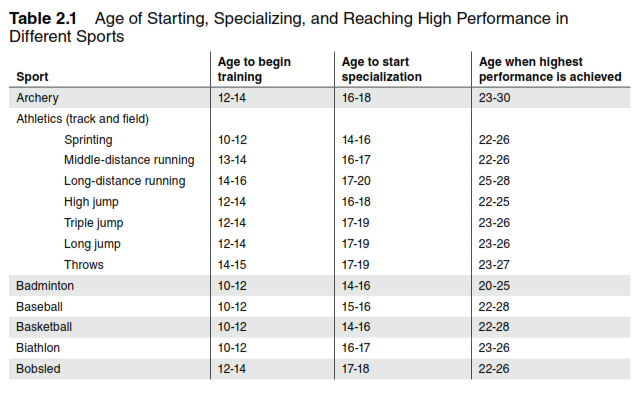 Table 2.1 Age of Starting, Specializing, and Reaching High Performance in
Different Sports
Sport Age to begin training Age to start specialization Age when highest performance is achieved
Archery 12-14 16-18 23-30
Athletics (track and field)
Sprinting 10-12 14-16 22-26
Middle-distance running 13-14 16-17 22-26
Long-distance running 14-16 17-20 25-28
High jump 12-14 16-18 22-25
Triple jump 12-14 17-19 23-26
Long jump 12-14 17-19 23-26
Throws 14-15 17-19 23-27
Badminton 10-12 14-16 20-25
Baseball 10-12 15-16 22-28
Basketball 10-12 14-16 22-28
Biathlon 10-12 16-17 23-26
Bobsled 12-14 17-18 22-26